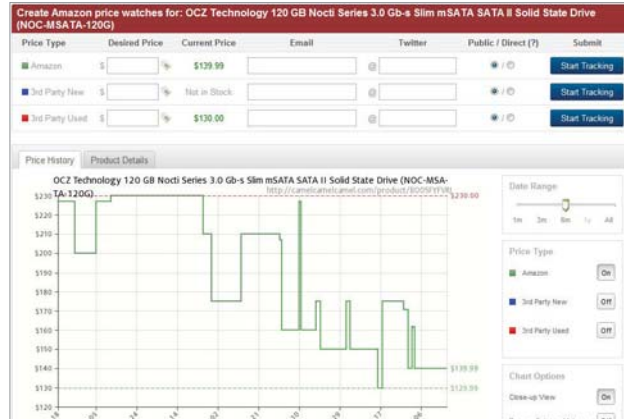 Create Amazon price watches for: OCZ Technology 120 GB Nocti Series 3.0 Gb-s Slim mSATA SATA II Solid State Drive
(NOC-MSATA-120G)
Price Type Desired Price Current Price Email Twitter Public / Direct (?) Submit
Amazon $ $139.99 @ / Start Tracking
3rd Party New $ Not in Stock @ / Start Tracking
3rd Party Used $ $130.00 @ / Start Tracking
Price History Product Details
OCZ Technology 120 GB Nocti Series 3.0 Gb-s Slim mSATA SATA II Solid State Drive (NOC-MSA-
TA-120G)
$230 $230.00
$220
$210
$200
$190
$180
$170
$160
$150
$140 $139.99
$130 $129.99
$120
Date Range
1m 3m 6m 1y All
Price Type
Amazon On
3rd Party New Off
3rd Party Used Off
Chart Options
Close-up View On